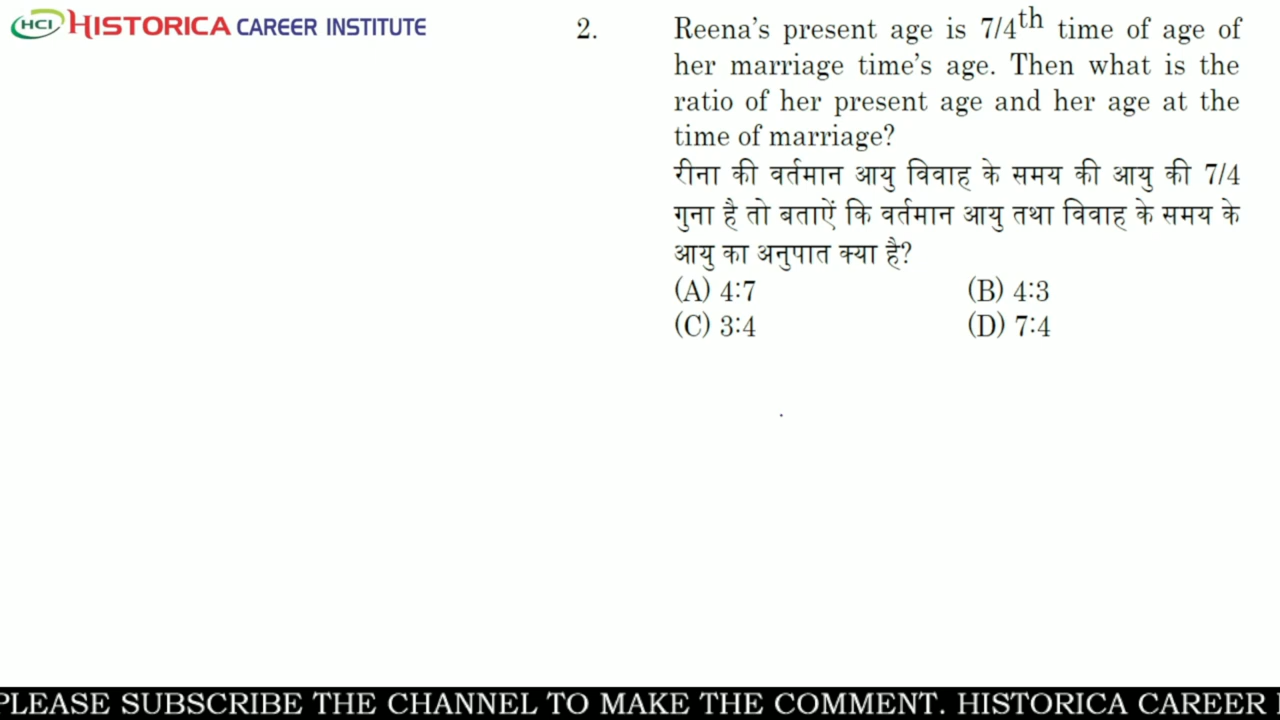 HCI HISTORICA CAREER INSTITUTE
2. Reena's present age is 7/4th time of age of
her marriage time's age. Then what is the
ratio of her present age and her age at the
time of marriage?
रीना की वर्तमान आयु विवाह के समय की आयु की 7/4
गुना है तो बताऐं कि वर्तमान आयु तथा विवाह के समय के
आयु का अनुपात क्या है?
(A) 4:7 (B) 4:3
(C) 3:4 (D) 7:4
PLEASE SUBSCRIBE THE CHANNEL TO MAKE THE COMMENT. HISTORICA CAREER